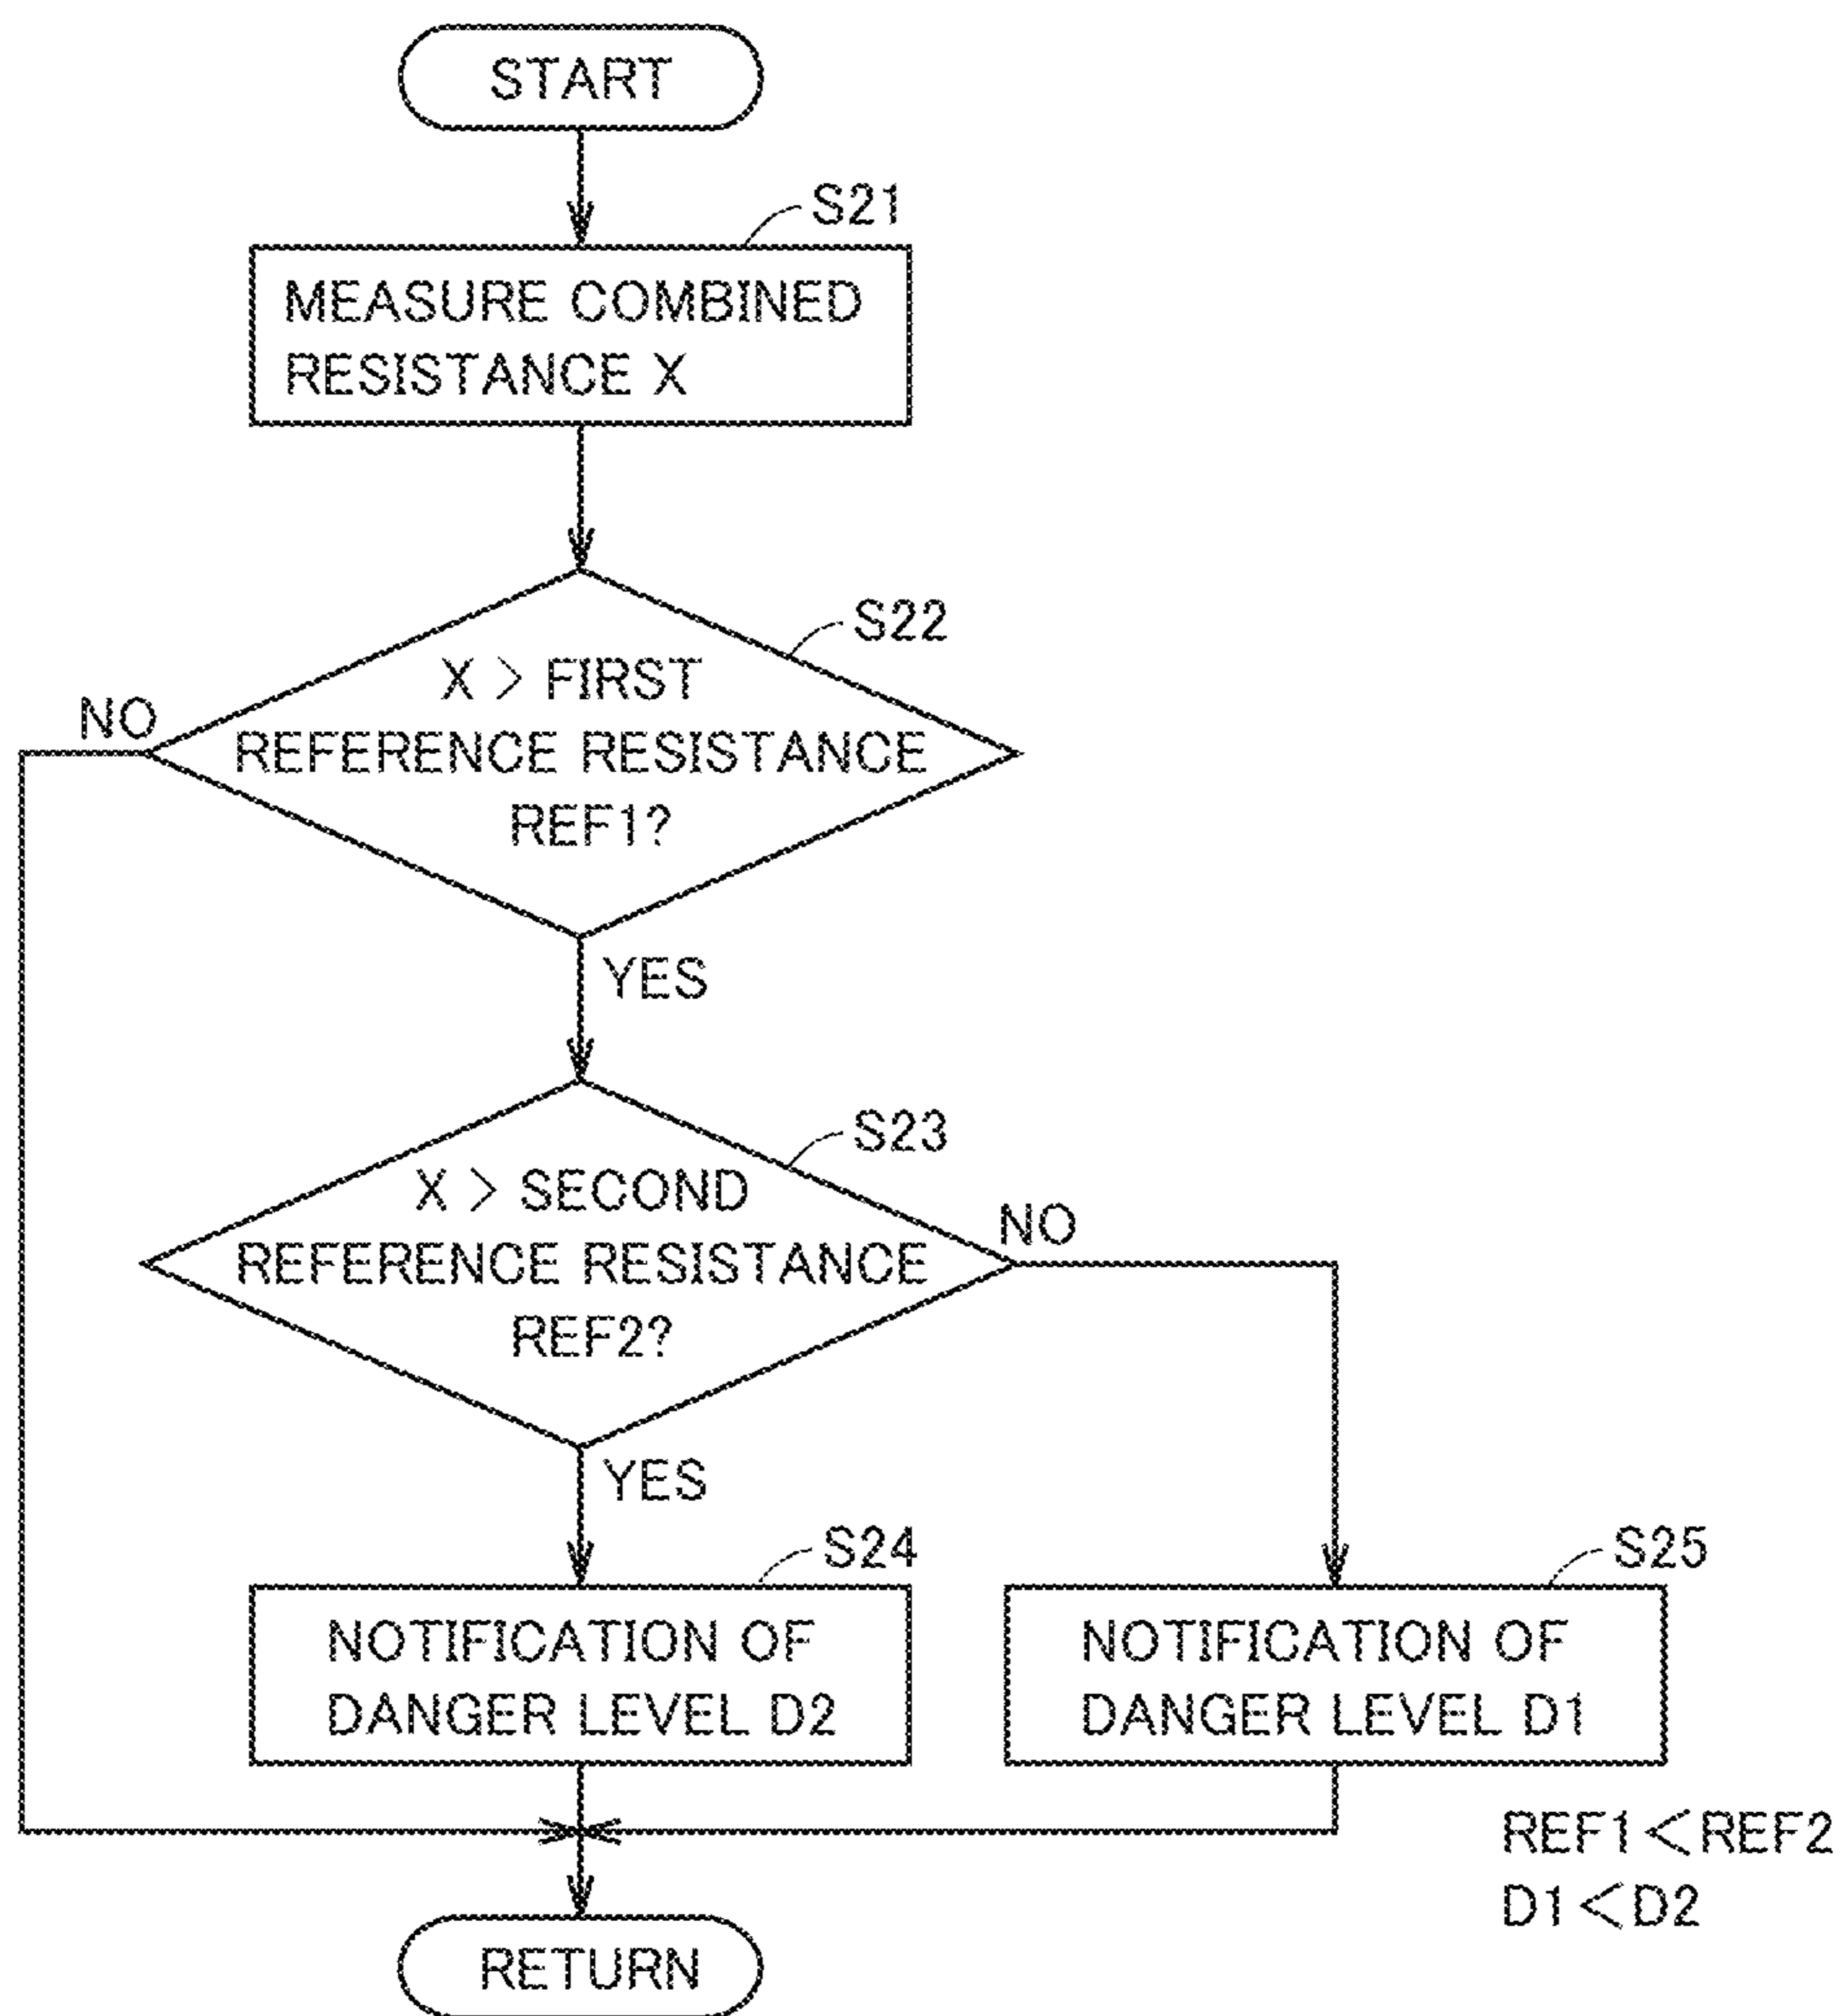 START
S21
MEASURE COMBINED
RESISTANCE X
S22
X > FIRST
REFERENCE RESISTANCE
REF1?
NO
YES
S23
X > SECOND
REFERENCE RESISTANCE
REF2?
NO
YES
S24
NOTIFICATION OF
DANGER LEVEL D2
S25
NOTIFICATION OF
DANGER LEVEL D1
REF1<REF2
D1<D2
RETURN